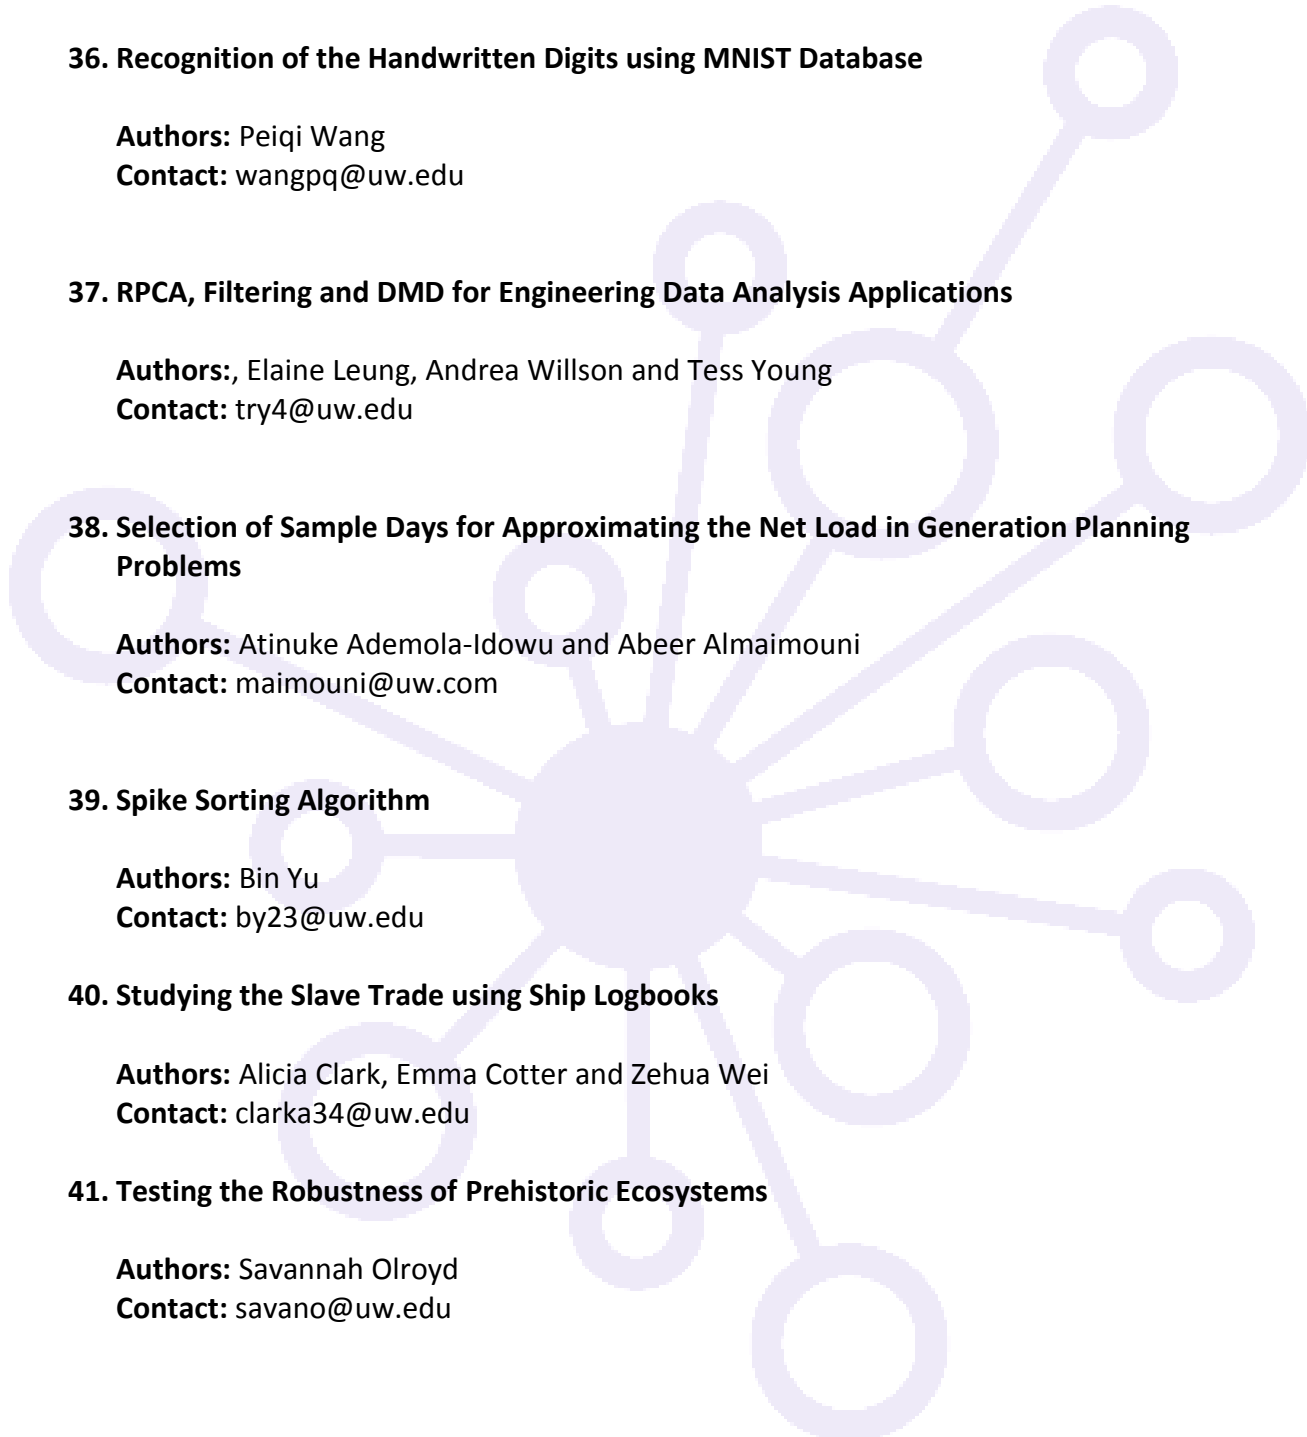 36. Recognition of the Handwritten Digits using MNIST Database
Authors: Peiqi Wang
Contact: wangpq@uw.edu
37. RPCA, Filtering and DMD for Engineering Data Analysis Applications
Authors:, Elaine Leung, Andrea Willson and Tess Young
Contact: try4@uw.edu
38. Selection of Sample Days for Approximating the Net Load in Generation Planning
Problems
Authors: Atinuke Ademola-Idowu and Abeer Almaimouni
Contact: maimouni@uw.com
39. Spike Sorting Algorithm
Authors: Bin Yu
Contact: by23@uw.edu
40. Studying the Slave Trade using Ship Logbooks
Authors: Alicia Clark, Emma Cotter and Zehua Wei
Contact: clarka34@uw.edu
41. Testing the Robustness of Prehistoric Ecosystems
Authors: Savannah Olroyd
Contact: savano@uw.edu